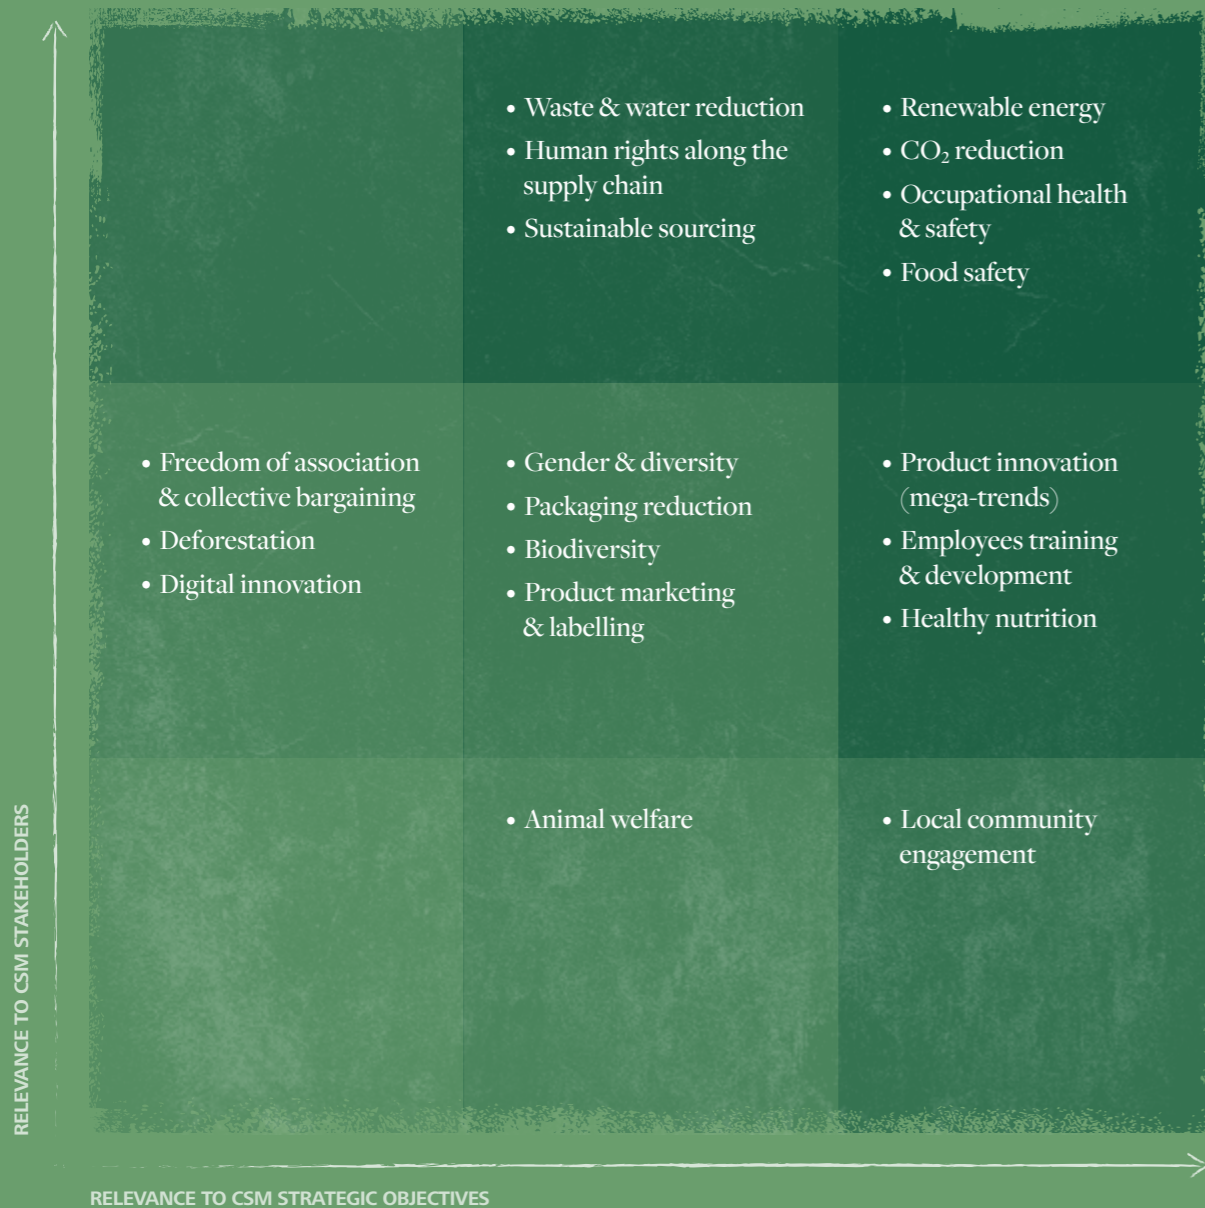 • Waste & water reduction
• Human rights along the
supply chain
• Sustainable sourcing
• Renewable energy
• CO₂ reduction
• Occupational health
& safety
• Food safety
• Freedom of association
& collective bargaining
• Deforestation
• Digital innovation
• Gender & diversity
• Packaging reduction
• Biodiversity
• Product marketing
& labelling
• Product innovation
(mega-trends)
• Employees training
& development
• Healthy nutrition
• Animal welfare
• Local community
engagement
RELEVANCE TO CSM STAKEHOLDERS
RELEVANCE TO CSM STRATEGIC OBJECTIVES